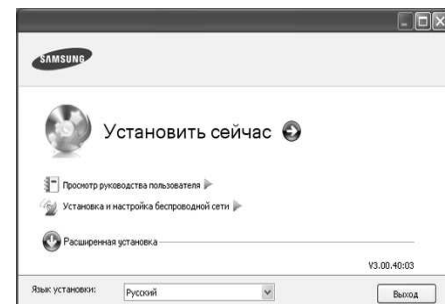 SAMSUNG
Установить сейчас
Просмотр руководства пользователя
Установка и настройка беспроводной сети
Расширенная установка
V3.00.40:03
Язык установки: Русский Выход